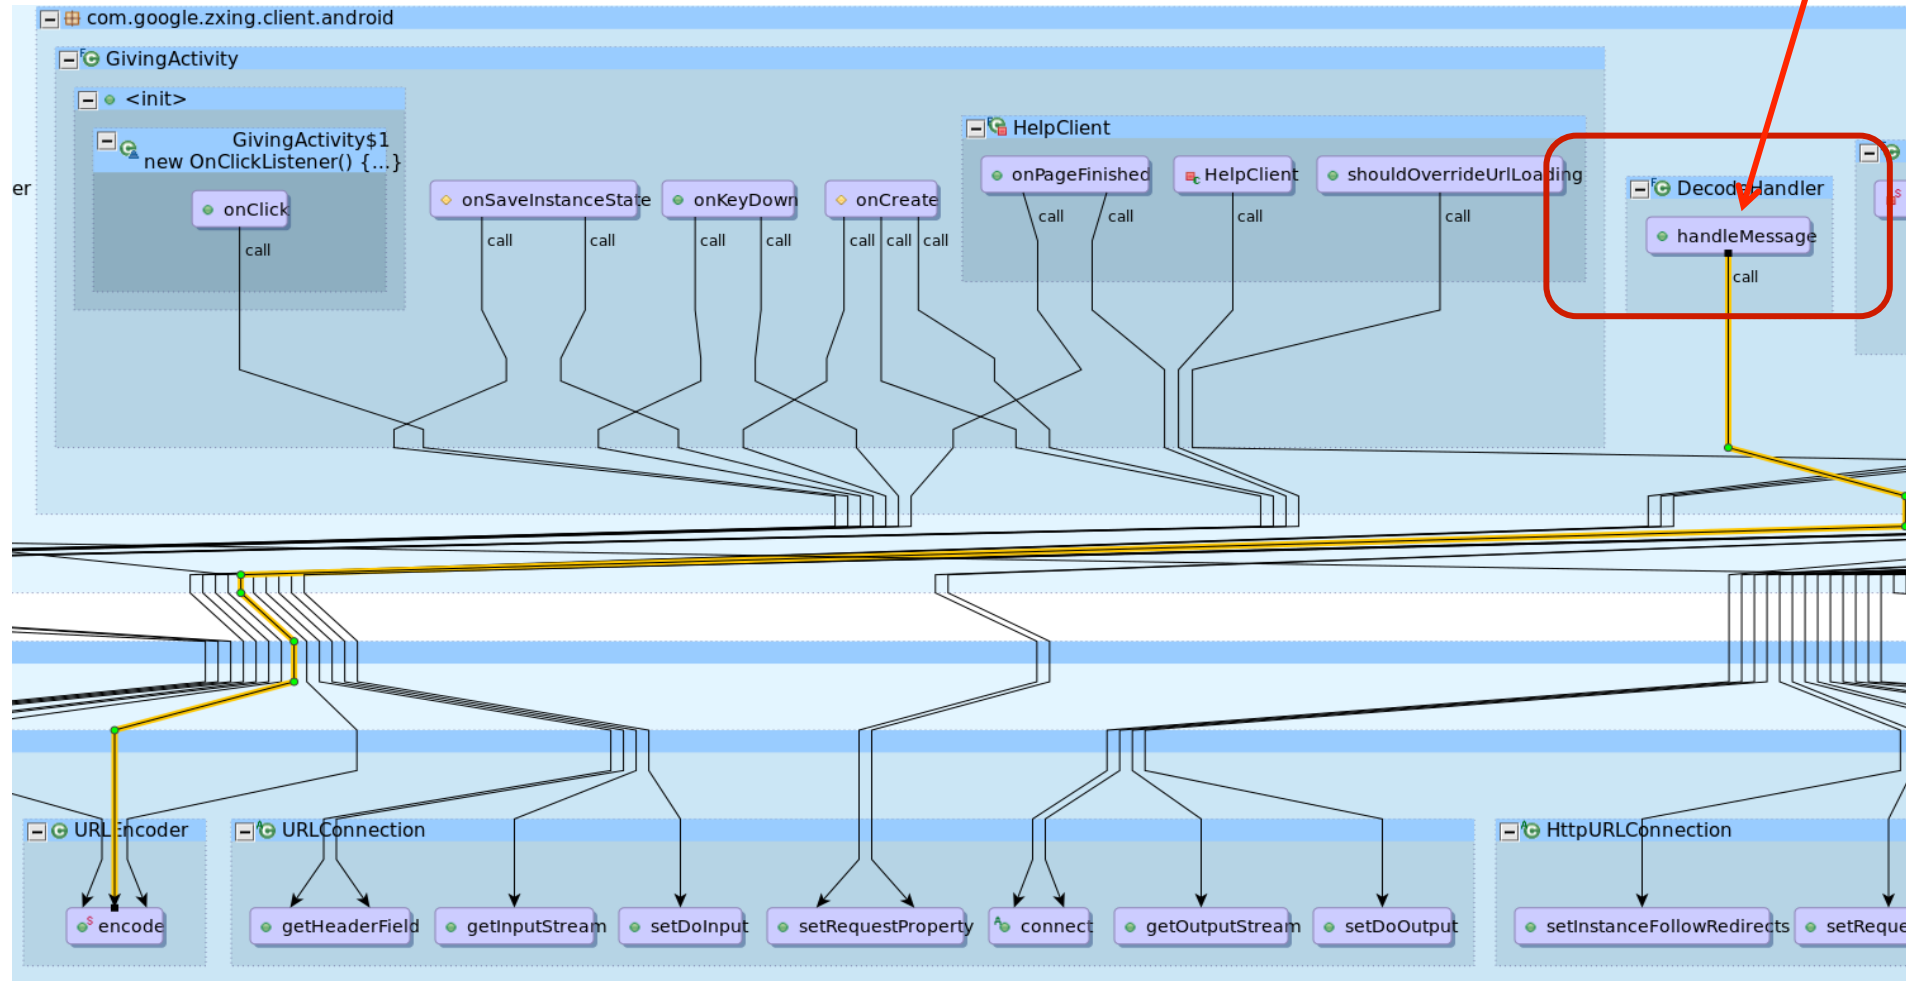 com.google.zxing.client.android
GivingActivity
<init>
GivingActivity$1
new OnClickListener() {...}
HelpClient
er
onClick
onSaveInstanceState
onKeyDown
onCreate
onPageFinished
HelpClient
shouldOverrideUrlLoading
DecodeHandler
handleMessage
call
call
call
call
call
call
call
call
call
call
call
call
call
URLEncoder
URLConnection
HttpURLConnection
encode
getHeaderField
getInputStream
setDoInput
setRequestProperty
connect
getOutputStream
setDoOutput
setInstanceFollowRedirects
setReque